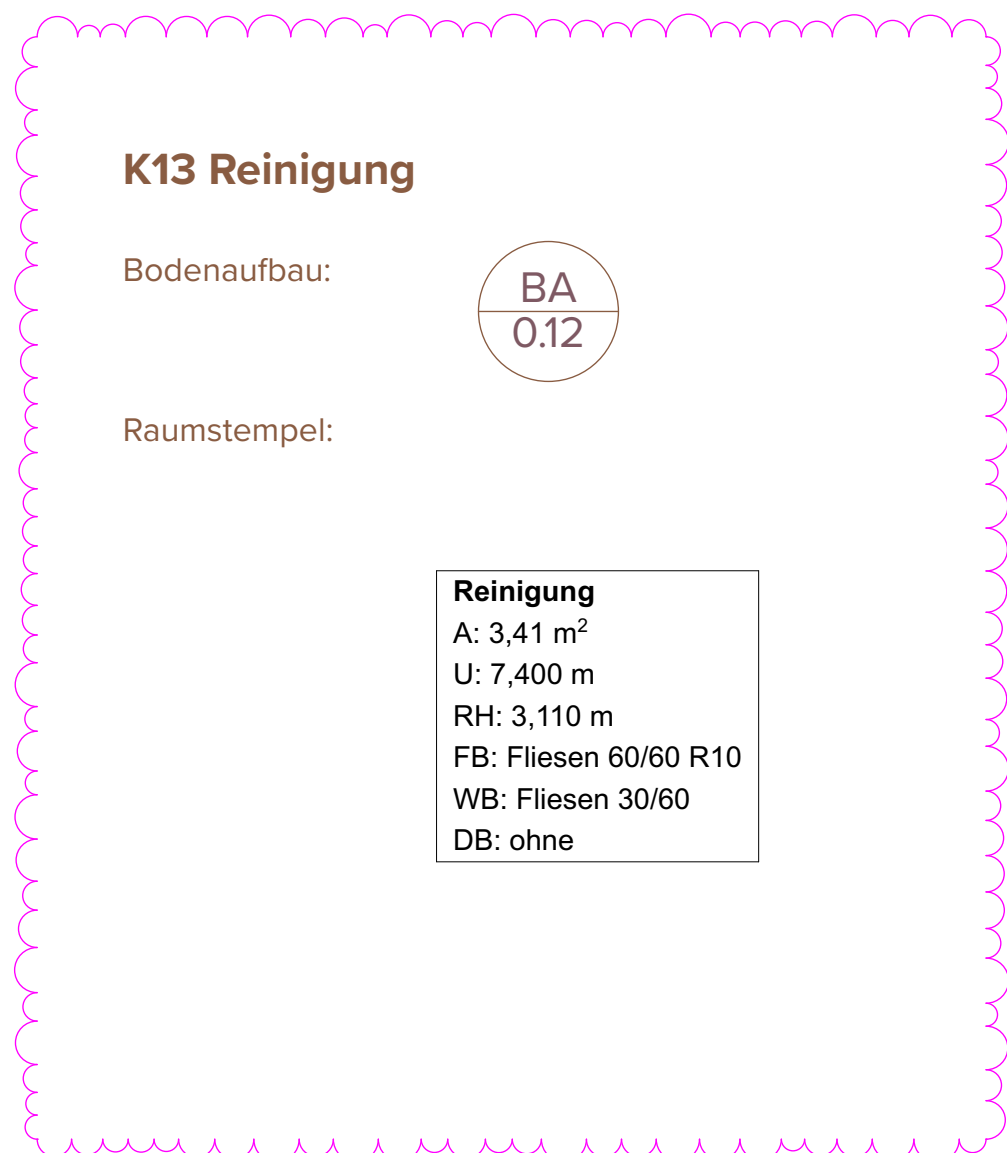 K13 Reinigung
Bodenaufbau:
BA
0.12
Raumstempel:
Reinigung
A: 3,41 m²
U: 7,400 m
RH: 3,110 m
FB: Fliesen 60/60 R10
WB: Fliesen 30/60
DB: ohne